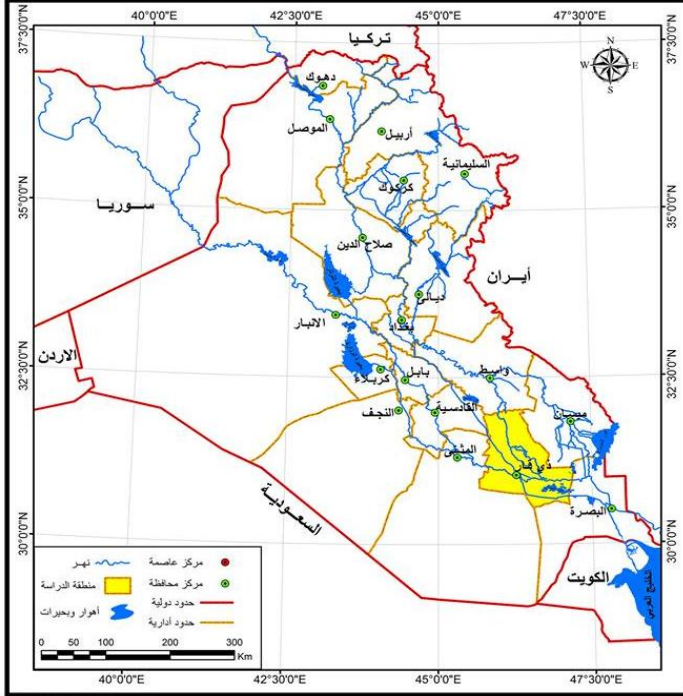 40°0'0"E 42°30'0"E 45°0'0"E 47°30'0"E
37°30'0"N 37°30'0"N
تركيا
N
W E
S
دهوك
الموصل
أربيل
السليمانية
كركوك
35°0'0"N 35°0'0"N
سوريا
صلاح الدين
أيران
ديالى
الانبار
بغداد
32°30'0"N 32°30'0"N
الاردن
كربلاء
بابل
واسط
النجف
القادسية
ميسان
المثنى
ذي قار
البصرة
السعودية
30°0'0"N 30°0'0"N
الكويت
الخليج العربي
مركز عاصمة
نهر
مركز محافظة
منطقة الدراسة
حدود دولية
أهوار وبحيرات
حدود أدارية
0 50 100 200 300
Km
40°0'0"E 42°30'0"E 45°0'0"E 47°30'0"E